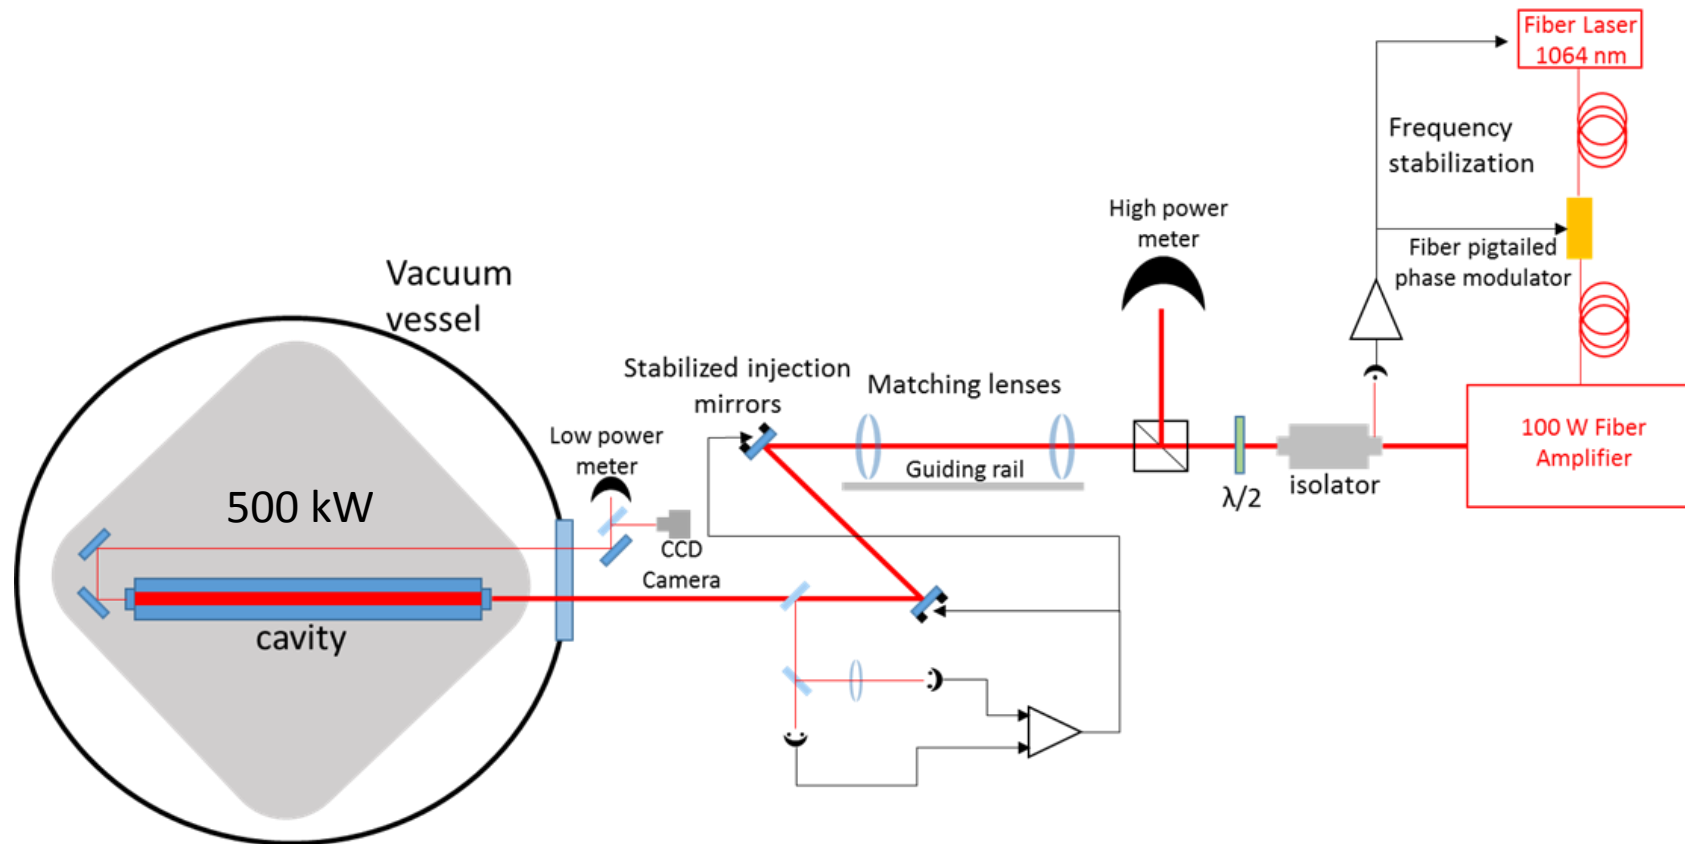 Fiber Laser
1064 nm
Frequency
stabilization
High power
meter
Fiber pigtailed
phase modulator
Vacuum
vessel
Stabilized injection
mirrors
Matching lenses
Low power
meter
100 W Fiber
Amplifier
Guiding rail
isolator
λ/2
500 kW
CCD
Camera
cavity